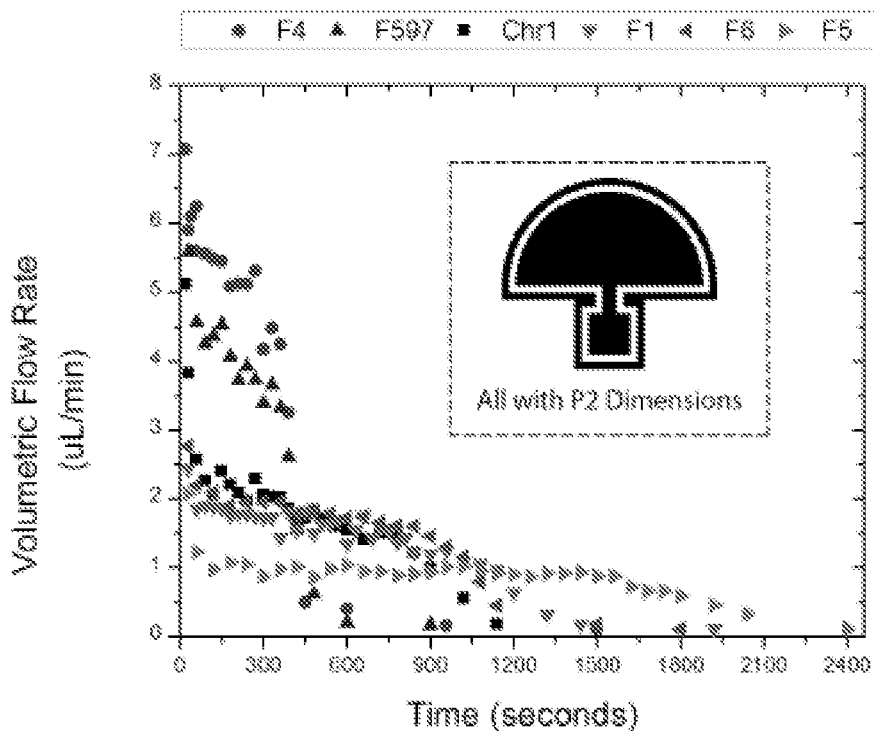 F4 F597 Chr1 F1 F6 F5
8
7
6
5
4
3
2
1
0
Volumetric Flow Rate
(uL/min)
All with P2 Dimensions
0 300 600 900 1200 1500 1800 2100 2400
Time (seconds)